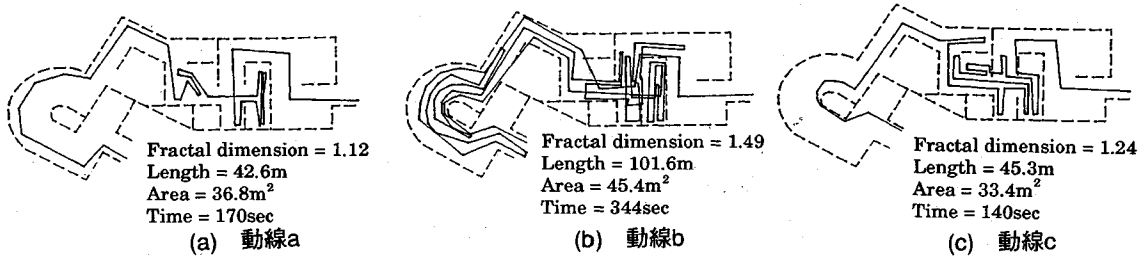 Fractal dimension = 1.12
Length = 42.6m
Area = 36.8m²
Time = 170sec
(a) 動線a
Fractal dimension = 1.49
Length = 101.6m
Area = 45.4m²
Time = 344sec
(b) 動線b
Fractal dimension = 1.24
Length = 45.3m
Area = 33.4m²
Time = 140sec
(c) 動線c